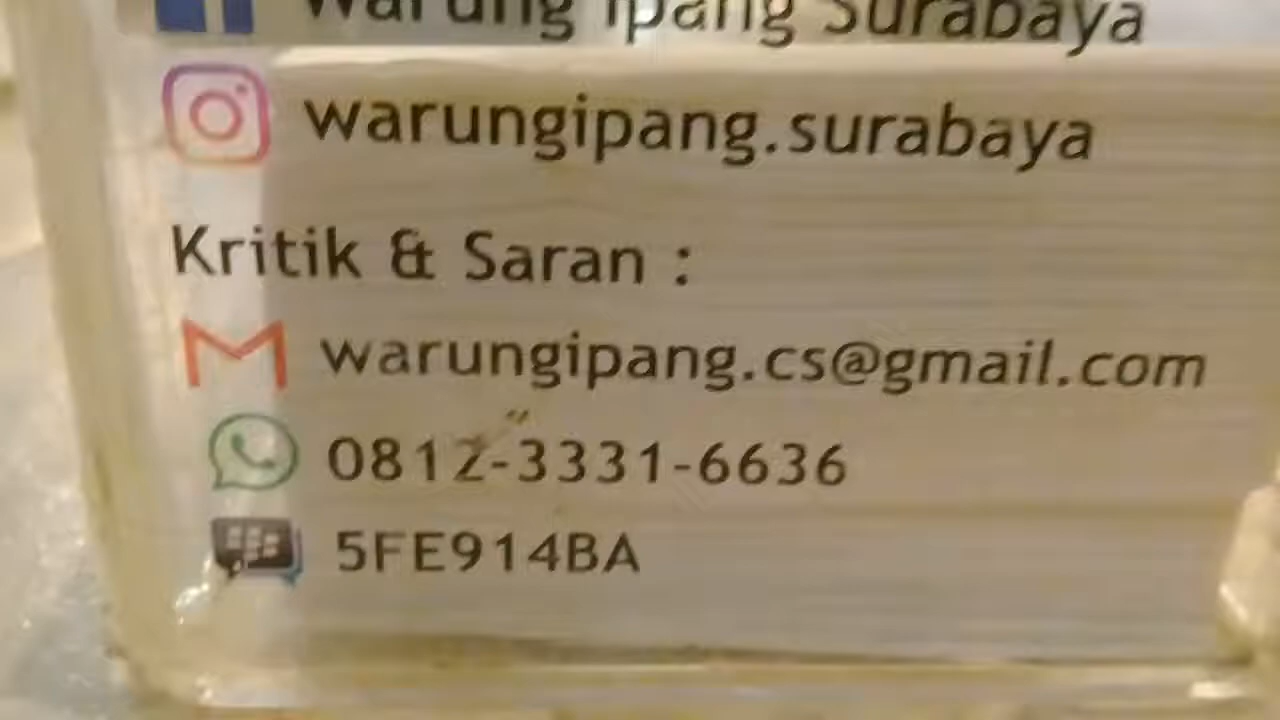 Warung Ipang Surabaya
warungipang.surabaya
Kritik & Saran :
warungipang.cs@gmail.com
0812-3331-6636
5FE914BA